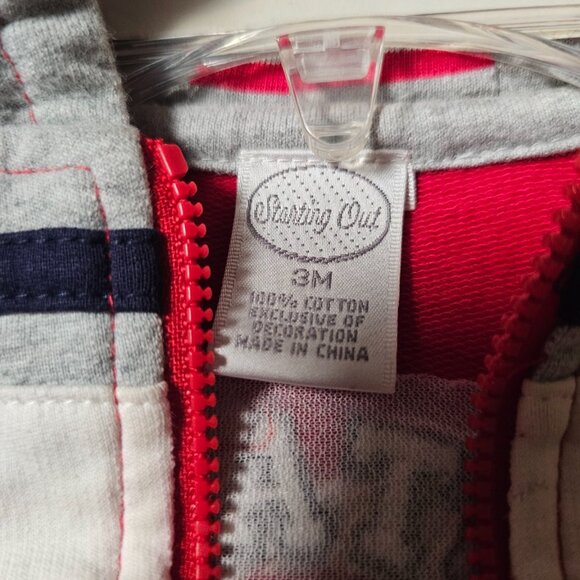 Starting Out
3M
100% COTTON
EXCLUSIVE OF
DECORATION
MADE IN CHINA